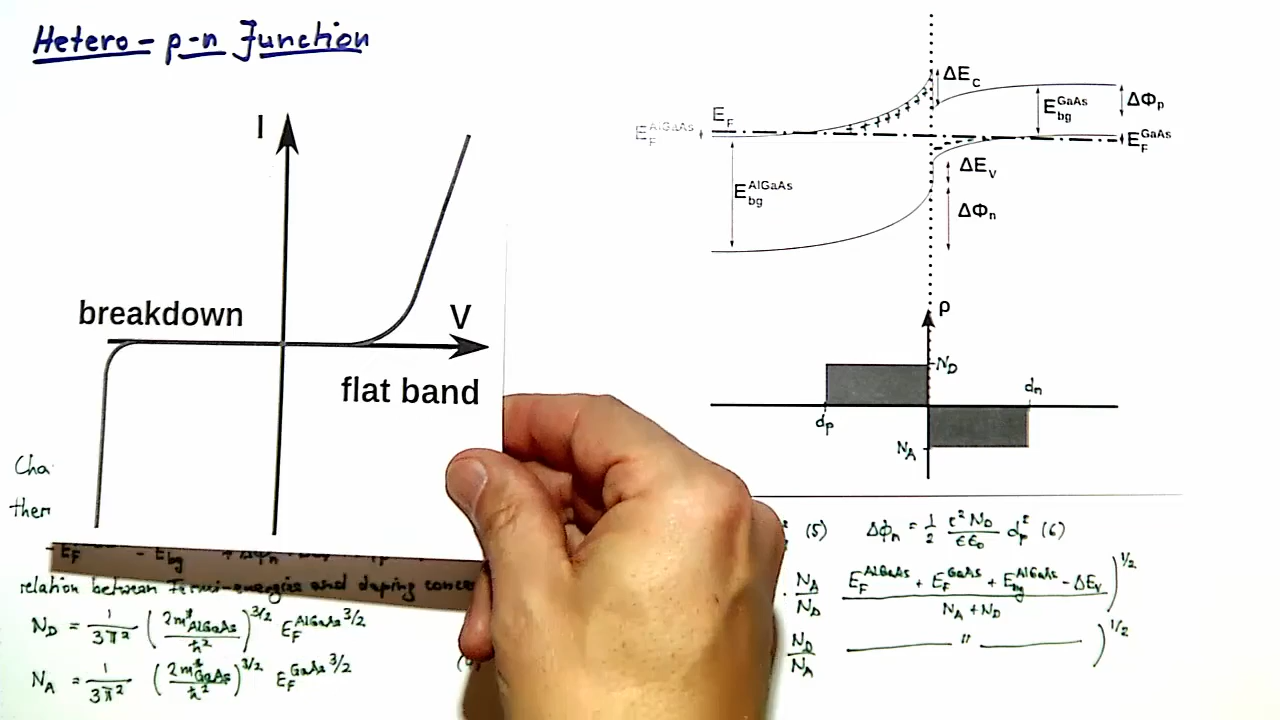 Hetero - p-n Junction
I
breakdown
V
flat band
Cha
ther
relation between Fermi-energies and doping conce
N_D = 1/3π² (2m*_AlGaAs/ħ²)^3/2 E_F^AlGaAs 3/2
N_A = 1/3π² (2m*_GaAs/ħ²)^3/2 E_F^GaAs 3/2
ΔE_C
E_F
E_F^AlGaAs
E_bg^GaAs
ΔΦ_p
E_F^GaAs
ΔE_V
E_bg^AlGaAs
ΔΦ_n
ρ
N_D
d_n
d_p
N_A
(5) Δϕ_n = 1/2 e² N_D/εε₀ d_p² (6)
N_A/N_D (E_F^AlGaAs + E_F^GaAs + E_bg^AlGaAs - ΔE_V)/(N_A + N_D) )^1/2
N_D/N_A — " — )^1/2